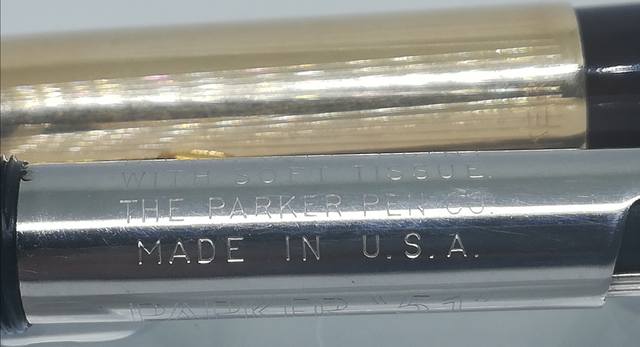 WITH SOFT TISSUE.
THE PARKER PEN CO.
MADE IN U.S.A.
PARKER "51"